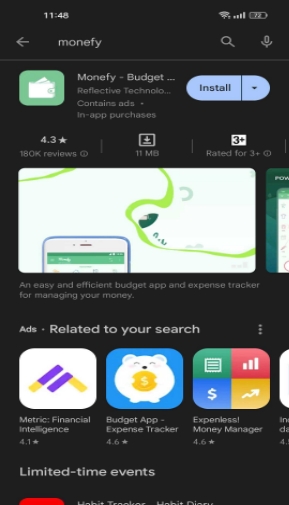 11:48
72
monefy
Monefy - Budget ...
Reflective Technolo...
Contains ads •
In-app purchases
Install
4.3★
180K reviews
11 MB
3+
Rated for 3+
POW
An easy and efficient budget app and expense tracker
for managing your money.
Ads · Related to your search
Metric: Financial
Intelligence
4.1★
Budget App -
Expense Tracker
4.6★
Expenless!
Money Manager
4.6★
Limited-time events
Habit Tracker - Habit Diary